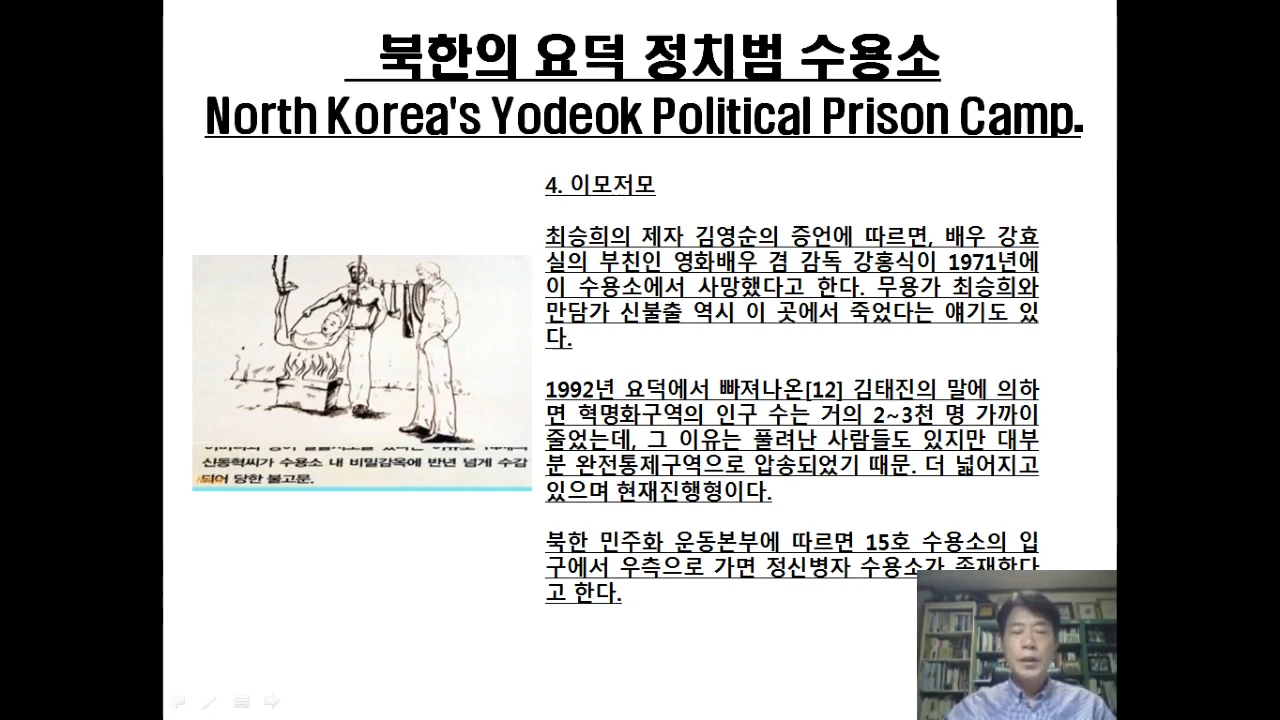 북한의 요덕 정치범 수용소
North Korea's Yodeok Political Prison Camp.
4. 이모저모
최승희의 제자 김영순의 증언에 따르면, 배우 강효
실의 부친인 영화배우 겸 감독 강홍식이 1971년에
이 수용소에서 사망했다고 한다. 무용가 최승희와
만담가 신불출 역시 이 곳에서 죽었다는 얘기도 있
다.
1992년 요덕에서 빠져나온[12] 김태진의 말에 의하
면 혁명화구역의 인구 수는 거의 2~3천 명 가까이
줄었는데, 그 이유는 풀려난 사람들도 있지만 대부
분 완전통제구역으로 압송되었기 때문. 더 넓어지고
있으며 현재진행형이다.
북한 민주화 운동본부에 따르면 15호 수용소의 입
구에서 우측으로 가면 정신병자 수용소가 존재한다
고 한다.
신동혁씨가 수용소 내 비밀감옥에 반년 넘게 수감
되어 당한 불고문.